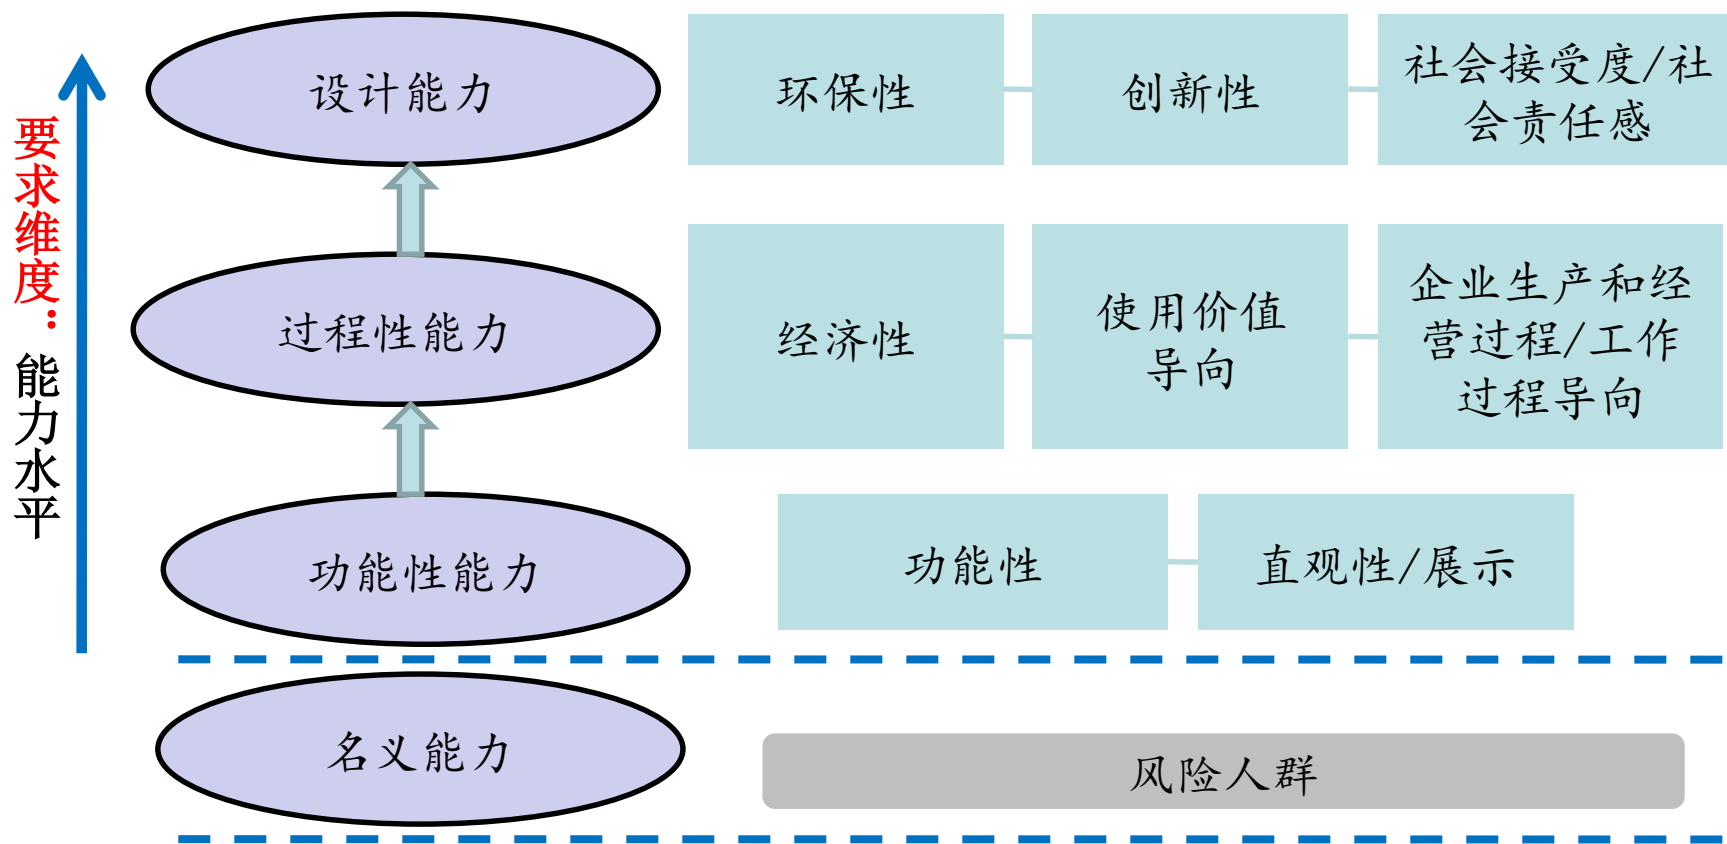 要求维度：能力水平
设计能力
环保性
创新性
社会接受度/社
会责任感
过程性能力
经济性
使用价值
导向
企业生产和经
营过程/工作
过程导向
功能性能力
功能性
直观性/展示
名义能力
风险人群